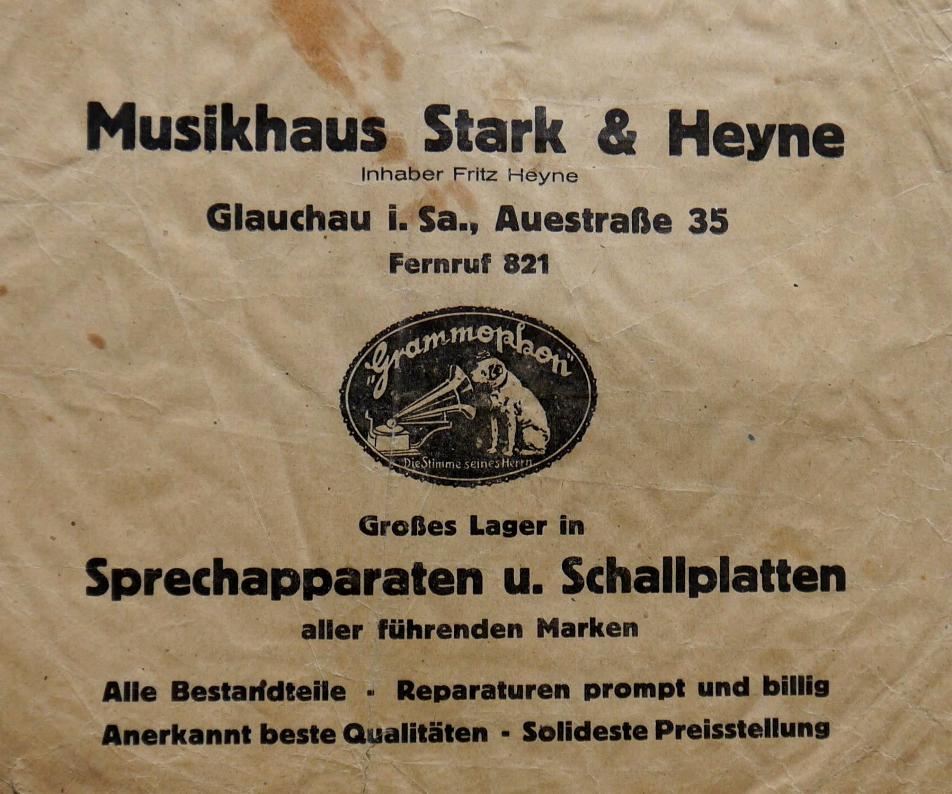 Musikhaus Stark & Heyne
Inhaber Fritz Heyne
Glauchau i. Sa., Auestraße 35
Fernruf 821
"Grammophon"
Die Stimme seines Herrn
Großes Lager in
Sprechapparaten u. Schallplatten
aller führenden Marken
Alle Bestandteile - Reparaturen prompt und billig
Anerkannt beste Qualitäten - Solideste Preisstellung